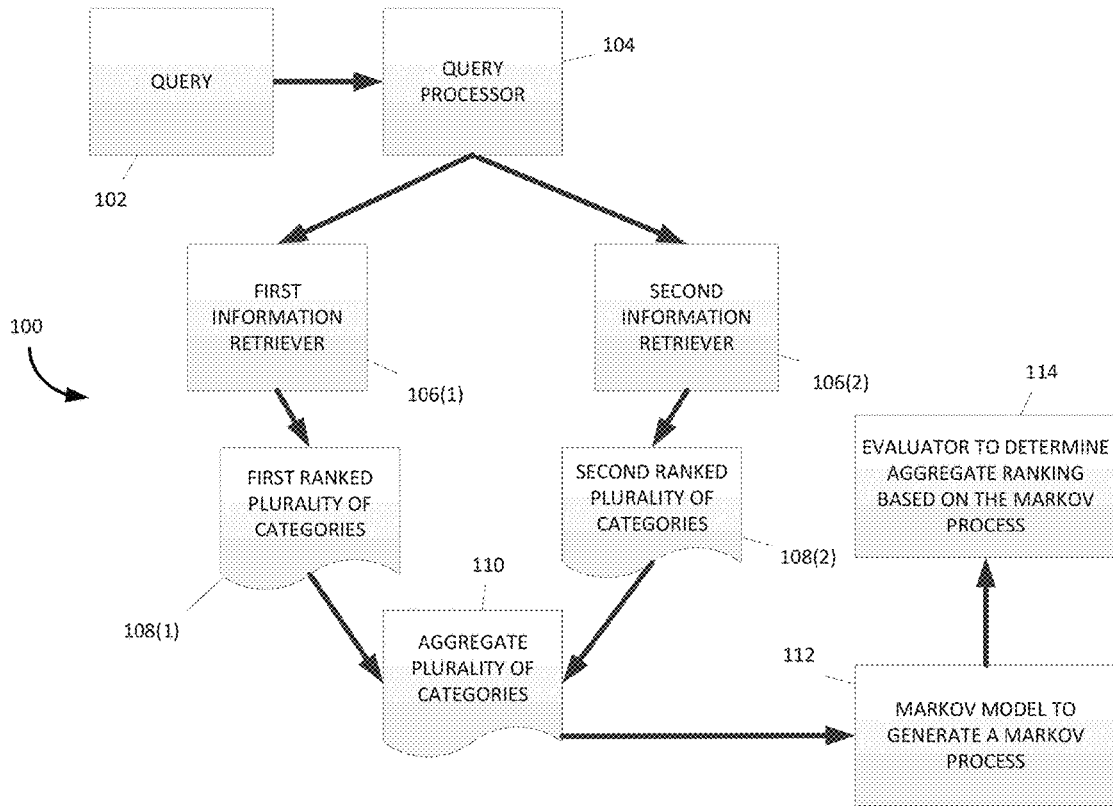 QUERY
QUERY
PROCESSOR
104
102
FIRST
INFORMATION
RETRIEVER
SECOND
INFORMATION
RETRIEVER
100
106(1)
106(2)
114
FIRST RANKED
PLURALITY OF
CATEGORIES
SECOND RANKED
PLURALITY OF
CATEGORIES
EVALUATOR TO DETERMINE
AGGREGATE RANKING
BASED ON THE MARKOV
PROCESS
108(2)
110
108(1)
AGGREGATE
PLURALITY OF
CATEGORIES
112
MARKOV MODEL TO
GENERATE A MARKOV
PROCESS